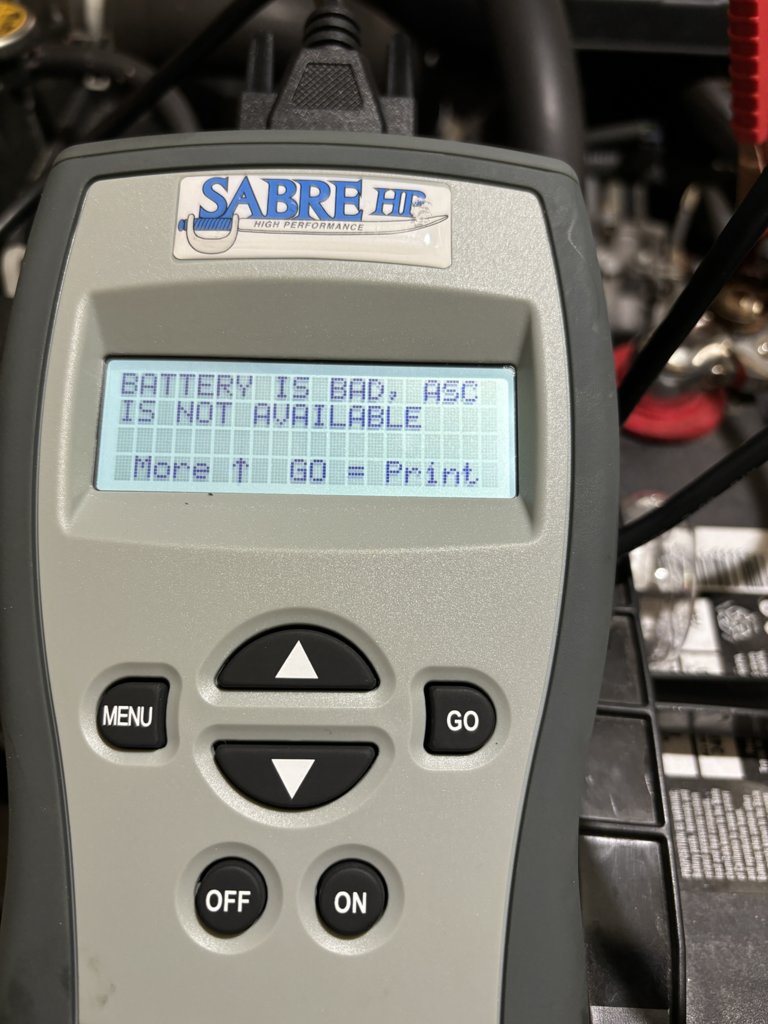 SABRE HP
HIGH PERFORMANCE
BATTERY IS BAD, ASC
IS NOT AVAILABLE
More ↑ GO = Print
MENU
GO
OFF
ON